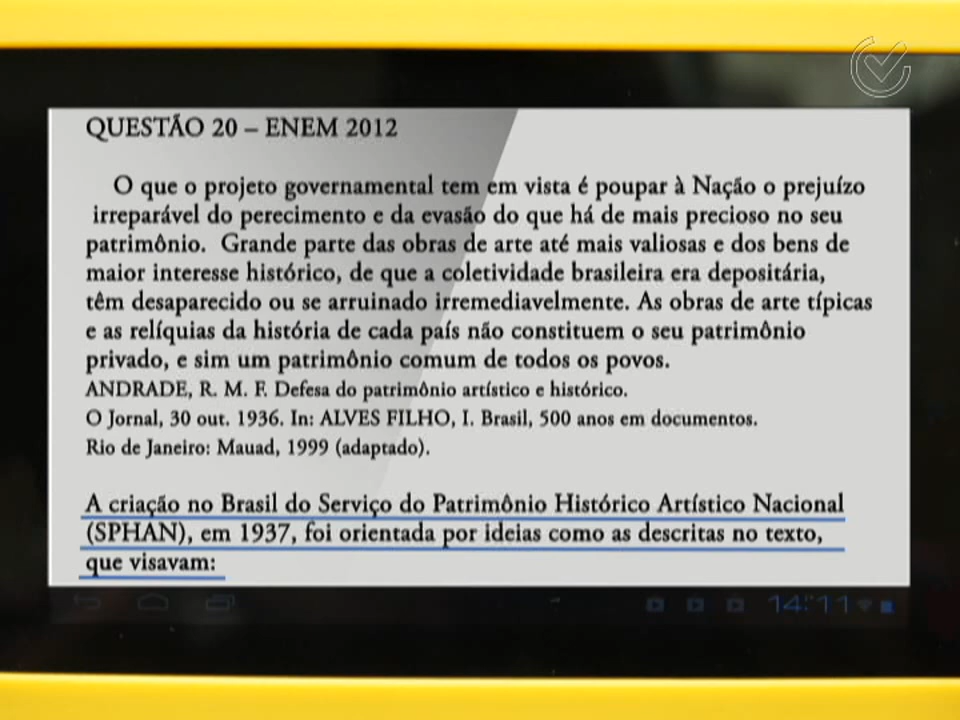 QUESTÃO 20 – ENEM 2012
O que o projeto governamental tem em vista é poupar à Nação o prejuízo
irreparável do perecimento e da evasão do que há de mais precioso no seu
patrimônio. Grande parte das obras de arte até mais valiosas e dos bens de
maior interesse histórico, de que a coletividade brasileira era depositária,
têm desaparecido ou se arruinado irremediavelmente. As obras de arte típicas
e as relíquias da história de cada país não constituem o seu patrimônio
privado, e sim um patrimônio comum de todos os povos.
ANDRADE, R. M. F. Defesa do patrimônio artístico e histórico.
O Jornal, 30 out. 1936. In: ALVES FILHO, I. Brasil, 500 anos em documentos.
Rio de Janeiro: Mauad, 1999 (adaptado).
A criação no Brasil do Serviço do Patrimônio Histórico Artístico Nacional
(SPHAN), em 1937, foi orientada por ideias como as descritas no texto,
que visavam:
14:11